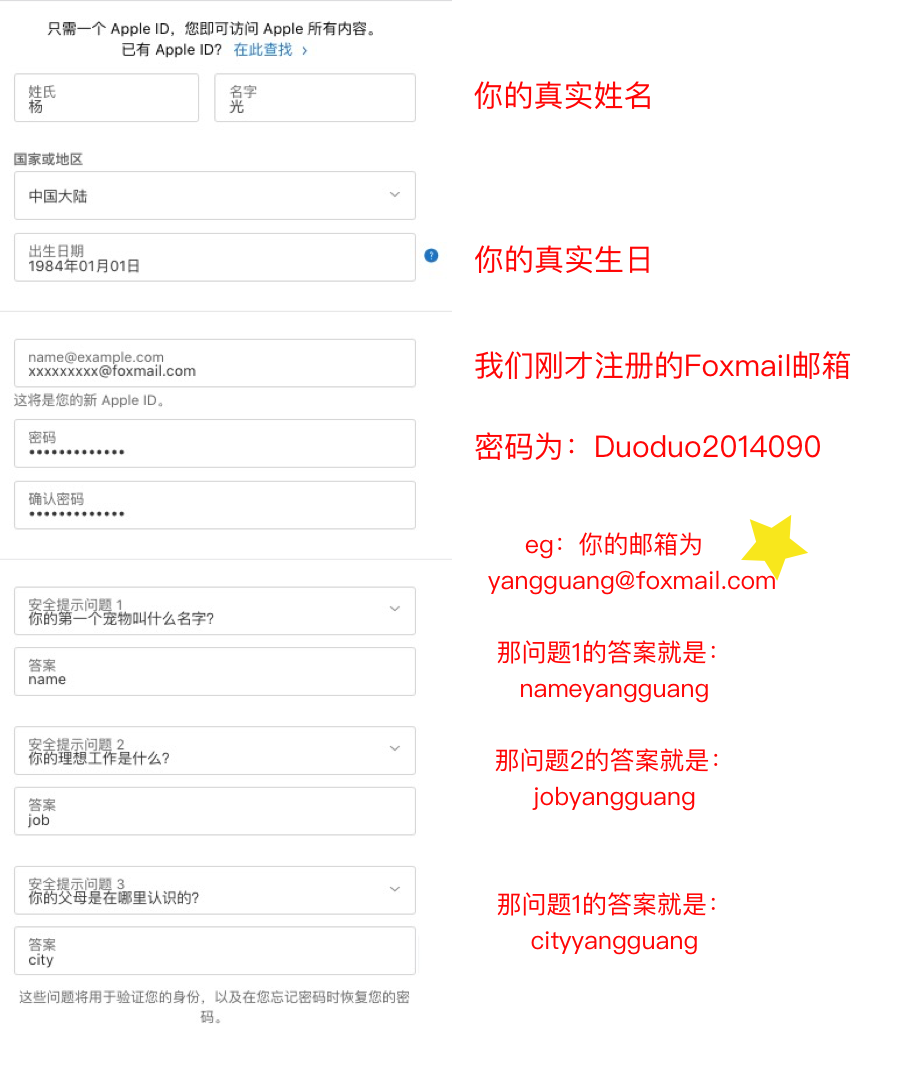 只需一个 Apple ID，您即可访问 Apple 所有内容。
已有 Apple ID? 在此查找 ›
姓氏
杨
名字
光
你的真实姓名
国家或地区
中国大陆
出生日期
1984年01月01日
?
你的真实生日
name@example.com
xxxxxxxxx@foxmail.com
我们刚才注册的Foxmail邮箱
这将是您的新 Apple ID。
密码
•••••••••••••
密码为：Duoduo2014090
确认密码
•••••••••••••
eg：你的邮箱为
yangguang@foxmail.com
安全提示问题 1
你的第一个宠物叫什么名字?
答案
name
那问题1的答案就是：
nameyangguang
安全提示问题 2
你的理想工作是什么?
答案
job
那问题2的答案就是：
jobyangguang
安全提示问题 3
你的父母是在哪里认识的?
答案
city
那问题1的答案就是：
cityyangguang
这些问题将用于验证您的身份，以及在您忘记密码时恢复您的密
码。